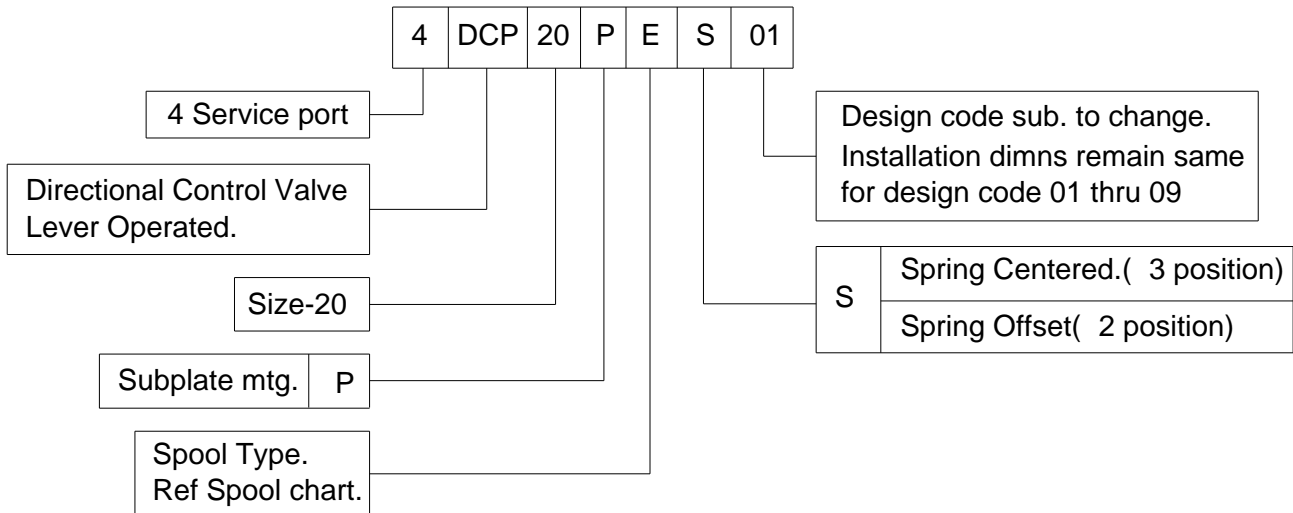 4 DCP 20 P E S 01
4 Service port
Directional Control Valve
Lever Operated.
Size-20
Subplate mtg. P
Spool Type.
Ref Spool chart.
Design code sub. to change.
Installation dimns remain same
for design code 01 thru 09
S
Spring Centered.( 3 position)
Spring Offset( 2 position)